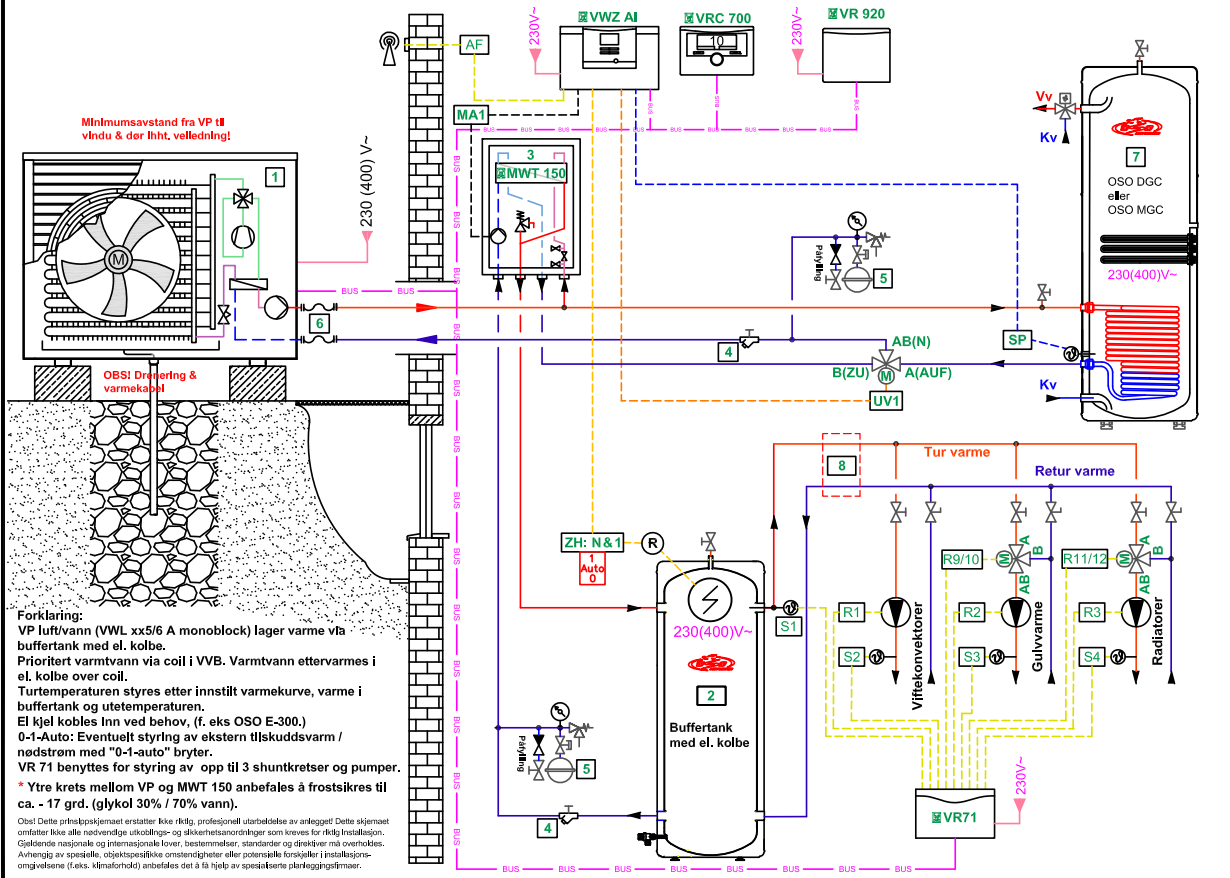 230V~
VWZ AI
VRC 700
230V~
VR 920
AF
10
MA1
BUS
Minimumsavstand fra VP til
vindu & dør ihht. veiledning!
1
M
230 (400) V~
3
MWT 150
Påfylling
5
Vv
Kv
OSO
7
OSO DGC
eller
OSO MGC
230(400)V~
BUS
BUS
6
4
AB(N)
B(ZU)
A(AUF)
M
UV1
SP
Kv
OBS! Drenering &
varmekabel
8
Tur varme
Retur varme
ZH: N&1
R
1
Auto
0
230(400)V~
OSO
2
Buffertank
med el. kolbe
S1
R9/10
M
A
B
AB
R11/12
M
A
B
AB
R1
R2
R3
S2
S3
S4
Viftekonvektorer
Gulvvarme
Radiatorer
Påfylling
5
4
VR71
230V~
BUS
Forklaring:
VP luft/vann (VWL xx5/6 A monoblock) lager varme via
buffertank med el. kolbe.
Prioritert varmtvann via coil i VVB. Varmtvann ettervarmes i
el. kolbe over coil.
Turtemperaturen styres etter innstilt varmekurve, varme i
buffertank og utetemperaturen.
El kjel kobles inn ved behov, (f. eks OSO E-300.)
0-1-Auto: Eventuelt styring av ekstern tilskuddsvarm /
nødstrøm med "0-1-auto" bryter.
VR 71 benyttes for styring av opp til 3 shuntkretser og pumper.
* Ytre krets mellom VP og MWT 150 anbefales å frostsikres til
ca. - 17 grd. (glykol 30% / 70% vann).
Obs! Dette prinsippskjemaet erstatter ikke riktig, profesjonell utarbeidelse av anlegget! Dette skjemaet
omfatter ikke alle nødvendige utkoblings- og sikkerhetsanordninger som kreves for riktig installasjon.
Gjeldende nasjonale og internasjonale lover, bestemmelser, standarder og direktiver må overholdes.
Avhengig av spesielle, objektspesifikke omstendigheter eller potensielle forskjeller i installasjons-
omgivelsene (f.eks. klimaforhold) anbefales det å få hjelp av spesialiserte planleggingsfirmaer.